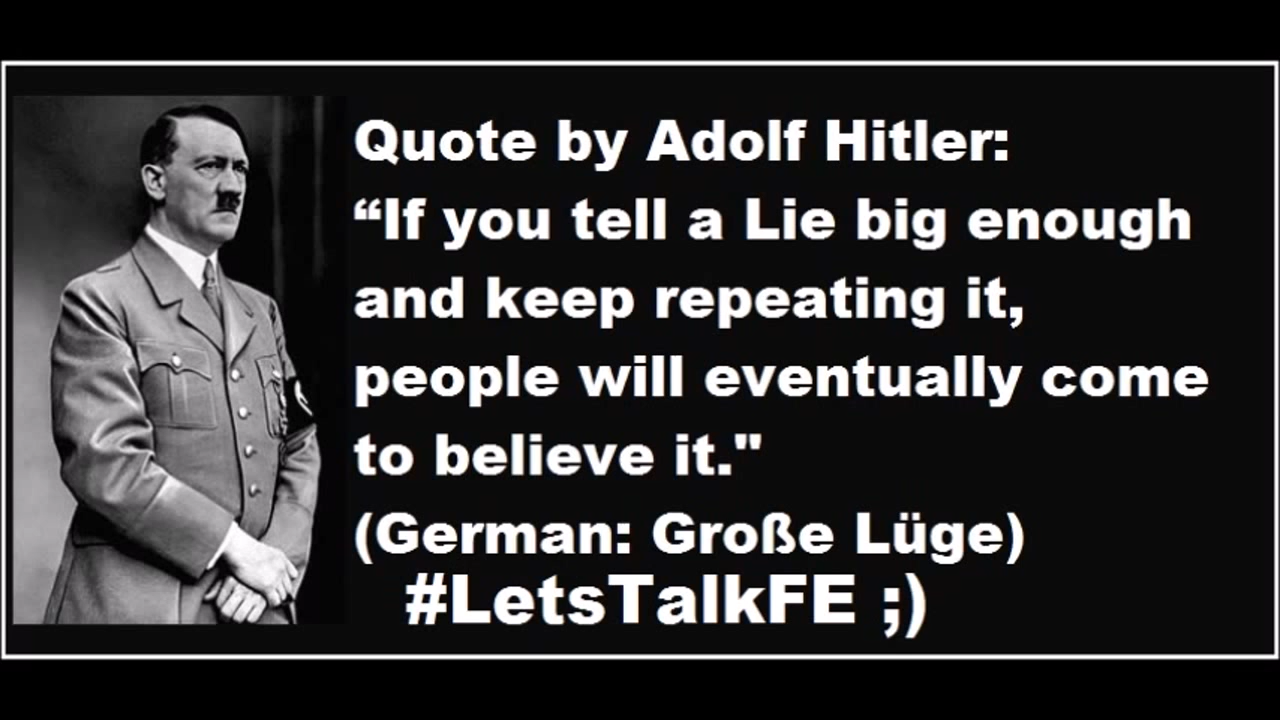 Quote by Adolf Hitler:
“If you tell a Lie big enough
and keep repeating it,
people will eventually come
to believe it."
(German: Große Lüge)
#LetsTalkFE ;)